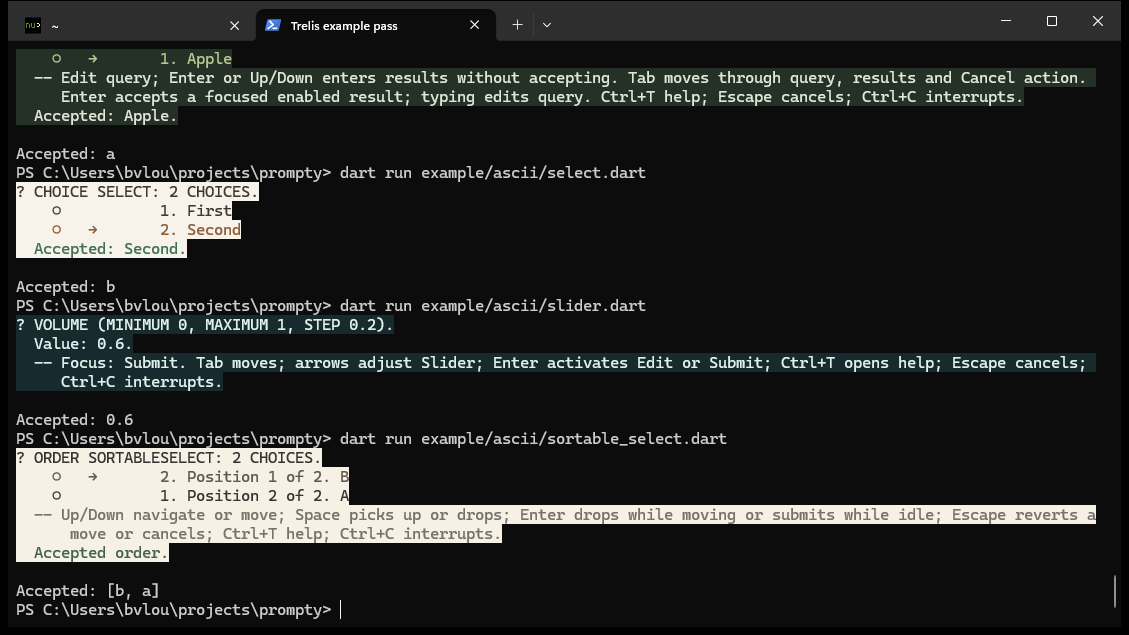 nu> ~
Trelis example pass
○ → 1. Apple
-- Edit query; Enter or Up/Down enters results without accepting. Tab moves through query, results and Cancel action.
Enter accepts a focused enabled result; typing edits query. Ctrl+T help; Escape cancels; Ctrl+C interrupts.
Accepted: Apple.
Accepted: a
PS C:\Users\bvlou\projects\prompty> dart run example/ascii/select.dart
? CHOICE SELECT: 2 CHOICES.
○ 1. First
○ → 2. Second
Accepted: Second.
Accepted: b
PS C:\Users\bvlou\projects\prompty> dart run example/ascii/slider.dart
? VOLUME (MINIMUM 0, MAXIMUM 1, STEP 0.2).
Value: 0.6.
-- Focus: Submit. Tab moves; arrows adjust Slider; Enter activates Edit or Submit; Ctrl+T opens help; Escape cancels;
Ctrl+C interrupts.
Accepted: 0.6
PS C:\Users\bvlou\projects\prompty> dart run example/ascii/sortable_select.dart
? ORDER SORTABLESELECT: 2 CHOICES.
○ → 2. Position 1 of 2. B
○ 1. Position 2 of 2. A
-- Up/Down navigate or move; Space picks up or drops; Enter drops while moving or submits while idle; Escape reverts a
move or cancels; Ctrl+T help; Ctrl+C interrupts.
Accepted order.
Accepted: [b, a]
PS C:\Users\bvlou\projects\prompty>